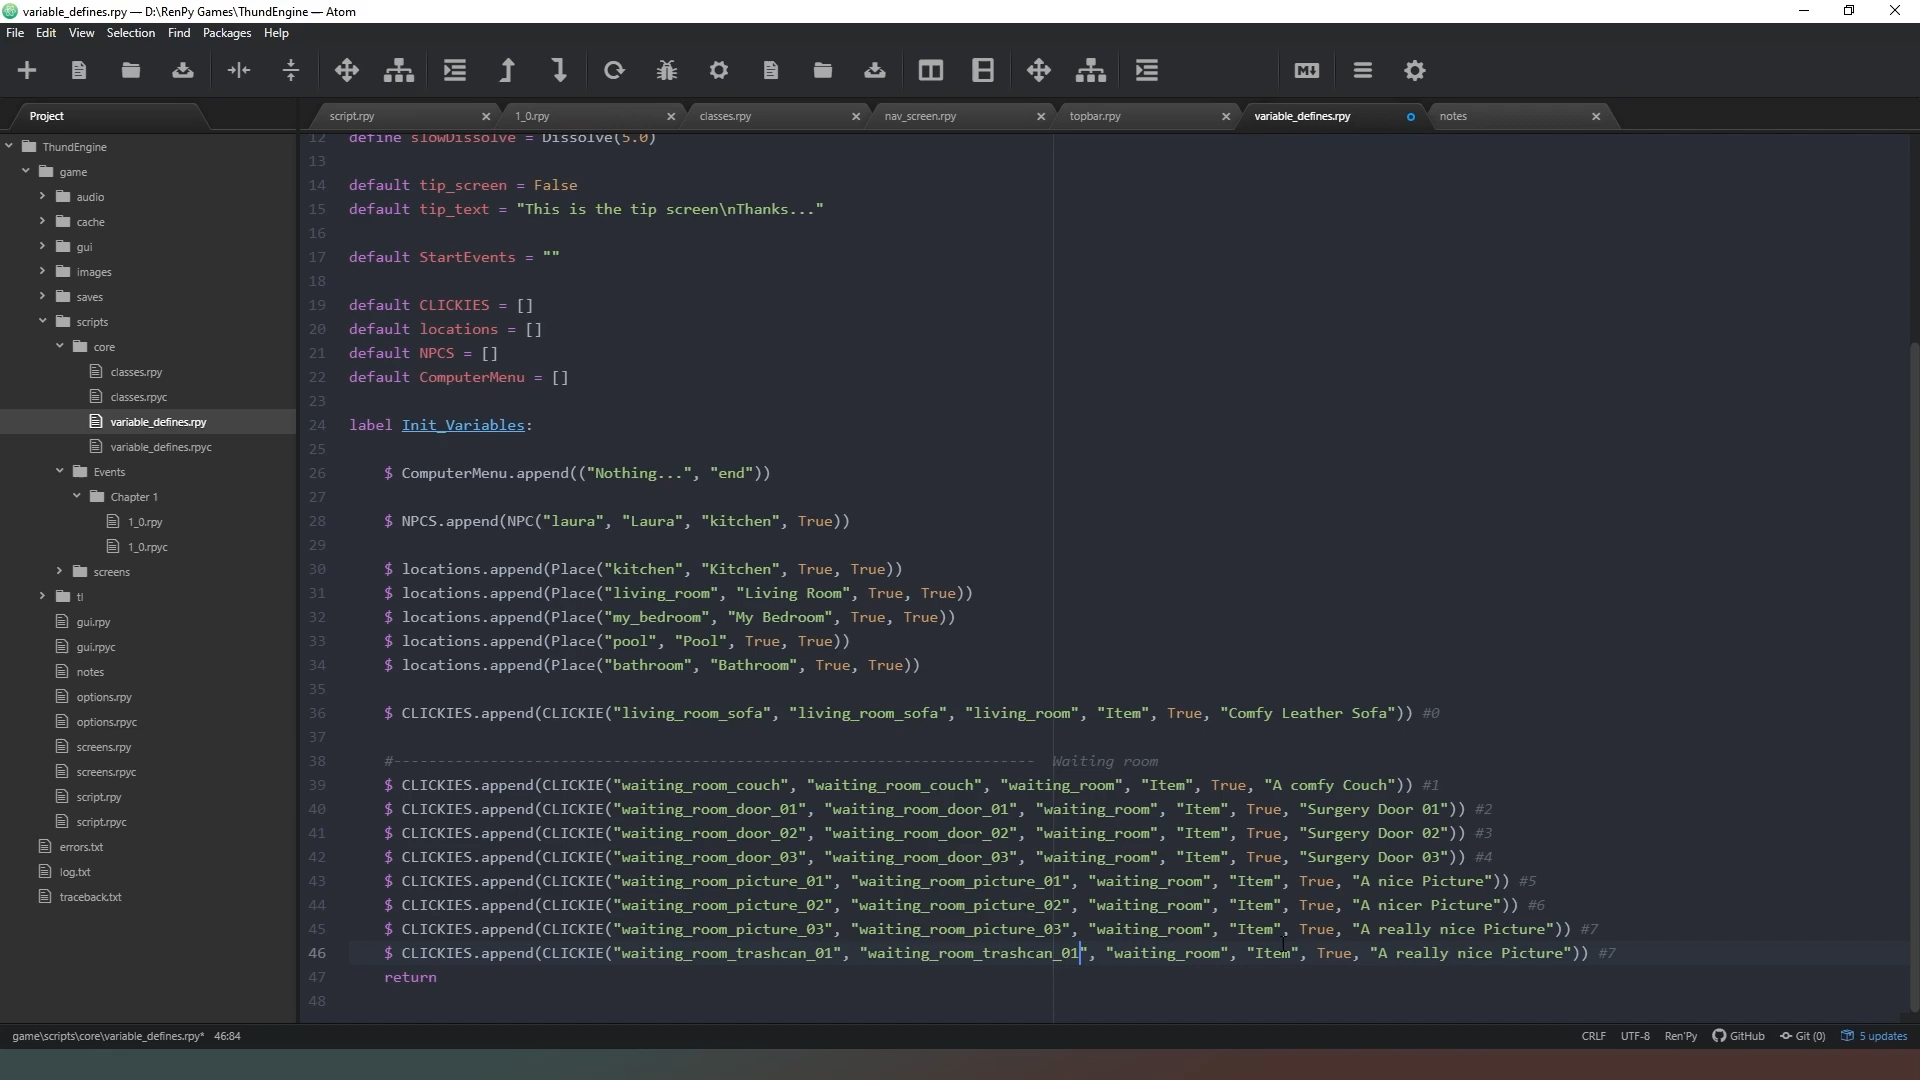 variable_defines.rpy — D:\RenPy Games\ThundEngine — Atom
File Edit View Selection Find Packages Help
Project
script.rpy
1_0.rpy
classes.rpy
nav_screen.rpy
topbar.rpy
variable_defines.rpy
notes
ThundEngine
game
audio
cache
gui
images
saves
scripts
core
classes.rpy
classes.rpyc
variable_defines.rpy
variable_defines.rpyc
Events
Chapter 1
1_0.rpy
1_0.rpyc
screens
tl
gui.rpy
gui.rpyc
notes
options.rpy
options.rpyc
screens.rpy
screens.rpyc
script.rpy
script.rpyc
errors.txt
log.txt
traceback.txt
12 define slowDissolve = Dissolve(5.0)
13
14 default tip_screen = False
15 default tip_text = "This is the tip screen\nThanks..."
16
17 default StartEvents = ""
18
19 default CLICKIES = []
20 default locations = []
21 default NPCS = []
22 default ComputerMenu = []
23
24 label Init_Variables:
25
26 $ ComputerMenu.append(("Nothing...", "end"))
27
28 $ NPCS.append(NPC("laura", "Laura", "kitchen", True))
29
30 $ locations.append(Place("kitchen", "Kitchen", True, True))
31 $ locations.append(Place("living_room", "Living Room", True, True))
32 $ locations.append(Place("my_bedroom", "My Bedroom", True, True))
33 $ locations.append(Place("pool", "Pool", True, True))
34 $ locations.append(Place("bathroom", "Bathroom", True, True))
35
36 $ CLICKIES.append(CLICKIE("living_room_sofa", "living_room_sofa", "living_room", "Item", True, "Comfy Leather Sofa")) #0
37
38 #------------------------------------------------------------------------- Waiting room
39 $ CLICKIES.append(CLICKIE("waiting_room_couch", "waiting_room_couch", "waiting_room", "Item", True, "A comfy Couch")) #1
40 $ CLICKIES.append(CLICKIE("waiting_room_door_01", "waiting_room_door_01", "waiting_room", "Item", True, "Surgery Door 01")) #2
41 $ CLICKIES.append(CLICKIE("waiting_room_door_02", "waiting_room_door_02", "waiting_room", "Item", True, "Surgery Door 02")) #3
42 $ CLICKIES.append(CLICKIE("waiting_room_door_03", "waiting_room_door_03", "waiting_room", "Item", True, "Surgery Door 03")) #4
43 $ CLICKIES.append(CLICKIE("waiting_room_picture_01", "waiting_room_picture_01", "waiting_room", "Item", True, "A nice Picture")) #5
44 $ CLICKIES.append(CLICKIE("waiting_room_picture_02", "waiting_room_picture_02", "waiting_room", "Item", True, "A nicer Picture")) #6
45 $ CLICKIES.append(CLICKIE("waiting_room_picture_03", "waiting_room_picture_03", "waiting_room", "Item", True, "A really nice Picture")) #7
46 $ CLICKIES.append(CLICKIE("waiting_room_trashcan_01", "waiting_room_trashcan_01", "waiting_room", "Item", True, "A really nice Picture")) #7
47 return
48
game\scripts\core\variable_defines.rpy* 46:84
CRLF UTF-8 Ren'Py GitHub Git (0) 5 updates